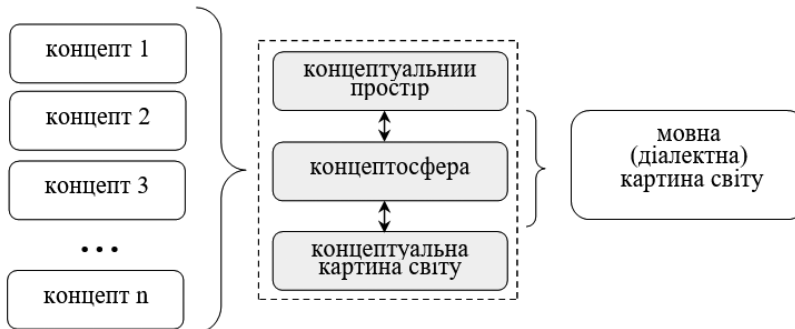 концепт 1
концепт 2
концепт 3
...
концепт n
концептуальнии
простір
концептосфера
концептуальна
картина світу
мовна
(діалектна)
картина світу